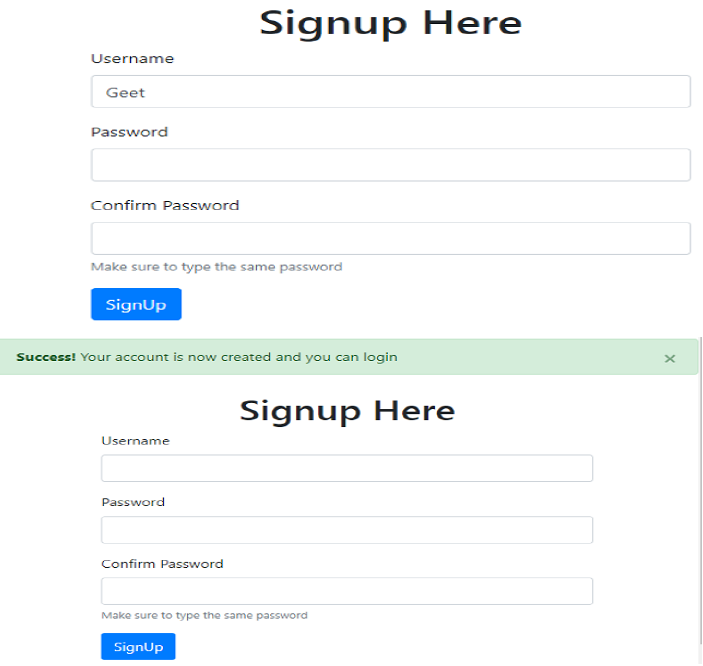 Signup Here
Username
Geet
Password
Confirm Password
Make sure to type the same password
SignUp
Success! Your account is now created and you can login ×
Signup Here
Username
Password
Confirm Password
Make sure to type the same password
SignUp